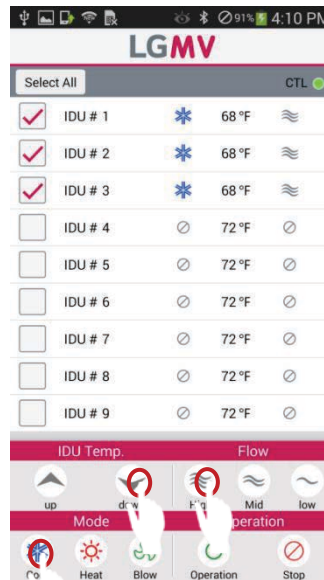 91% 4:10 PM
LGMV
Select All CTL
IDU # 1 68 °F
IDU # 2 68 °F
IDU # 3 68 °F
IDU # 4 72 °F
IDU # 5 72 °F
IDU # 6 72 °F
IDU # 7 72 °F
IDU # 8 72 °F
IDU # 9 72 °F
IDU Temp. Flow
up Mid low
Mode
Heat Blow Operation Stop